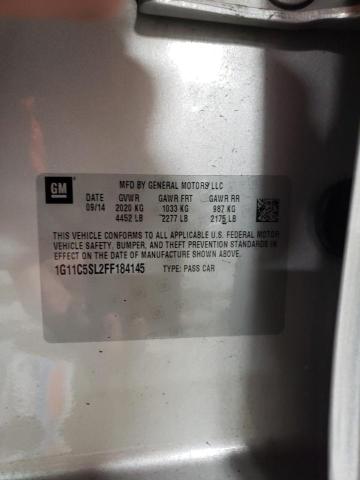 GM
MFD BY GENERAL MOTORS LLC
DATE GVWR GAWR FRT GAWR RR
09/14 2020 KG 1033 KG 987 KG
4452 LB 2277 LB 2175 LB
THIS VEHICLE CONFORMS TO ALL APPLICABLE U.S. FEDERAL MOTOR
VEHICLE SAFETY, BUMPER, AND THEFT PREVENTION STANDARDS
IN EFFECT ON THE DATE OF MANUFACTURE SHOWN ABOVE.
1G11C5SL2FF184145 TYPE: PASS CAR